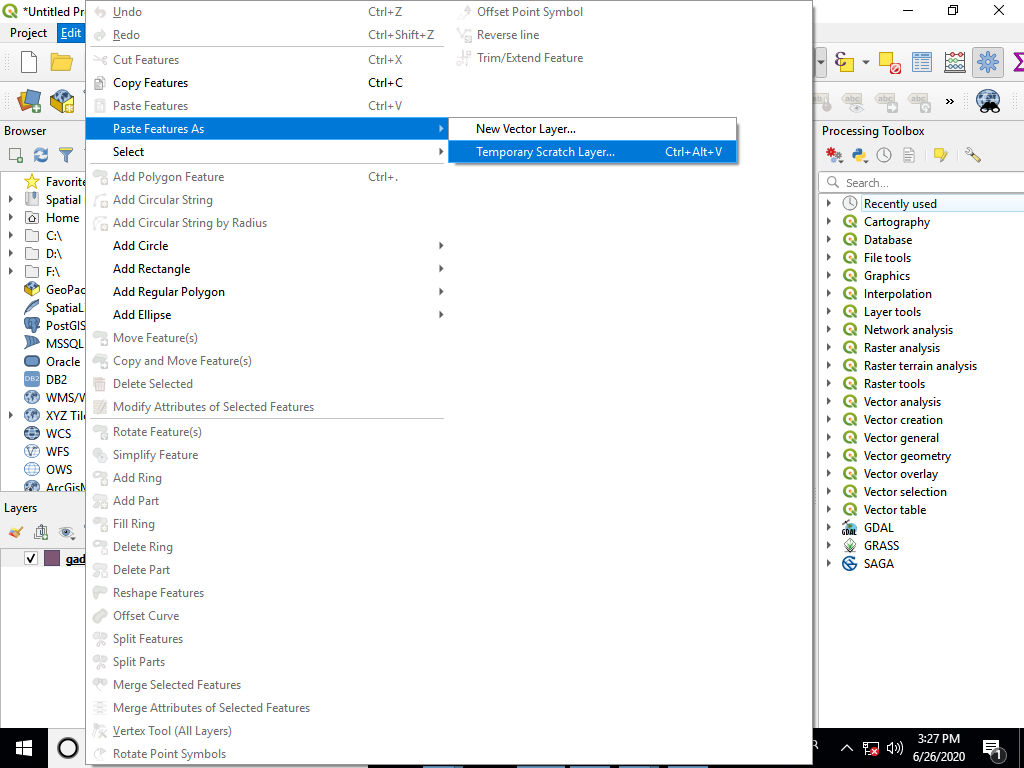 *Untitled Pr
Project
Edit
Undo Ctrl+Z
Redo Ctrl+Shift+Z
Cut Features Ctrl+X
Copy Features Ctrl+C
Paste Features Ctrl+V
Paste Features As
Select
Add Polygon Feature Ctrl+.
Add Circular String
Add Circular String by Radius
Add Circle
Add Rectangle
Add Regular Polygon
Add Ellipse
Move Feature(s)
Copy and Move Feature(s)
Delete Selected
Modify Attributes of Selected Features
Rotate Feature(s)
Simplify Feature
Add Ring
Add Part
Fill Ring
Delete Ring
Delete Part
Reshape Features
Offset Curve
Split Features
Split Parts
Merge Selected Features
Merge Attributes of Selected Features
Vertex Tool (All Layers)
Rotate Point Symbols
Offset Point Symbol
Reverse line
Trim/Extend Feature
New Vector Layer...
Temporary Scratch Layer... Ctrl+Alt+V
Browser
Favorite
Spatial
Home
C:\
D:\
F:\
GeoPac
SpatiaLi
PostGIS
MSSQL
Oracle
DB2
DB2
WMS/W
XYZ Tile
WCS
WFS
OWS
ArcGisM
Layers
gad
abc
abc
abc
»
Processing Toolbox
Search...
Recently used
Cartography
Database
File tools
Graphics
Interpolation
Layer tools
Network analysis
Raster analysis
Raster terrain analysis
Raster tools
Vector analysis
Vector creation
Vector general
Vector geometry
Vector overlay
Vector selection
Vector table
GDAL
GDAL
GRASS
SAGA
3:27 PM
6/26/2020
1